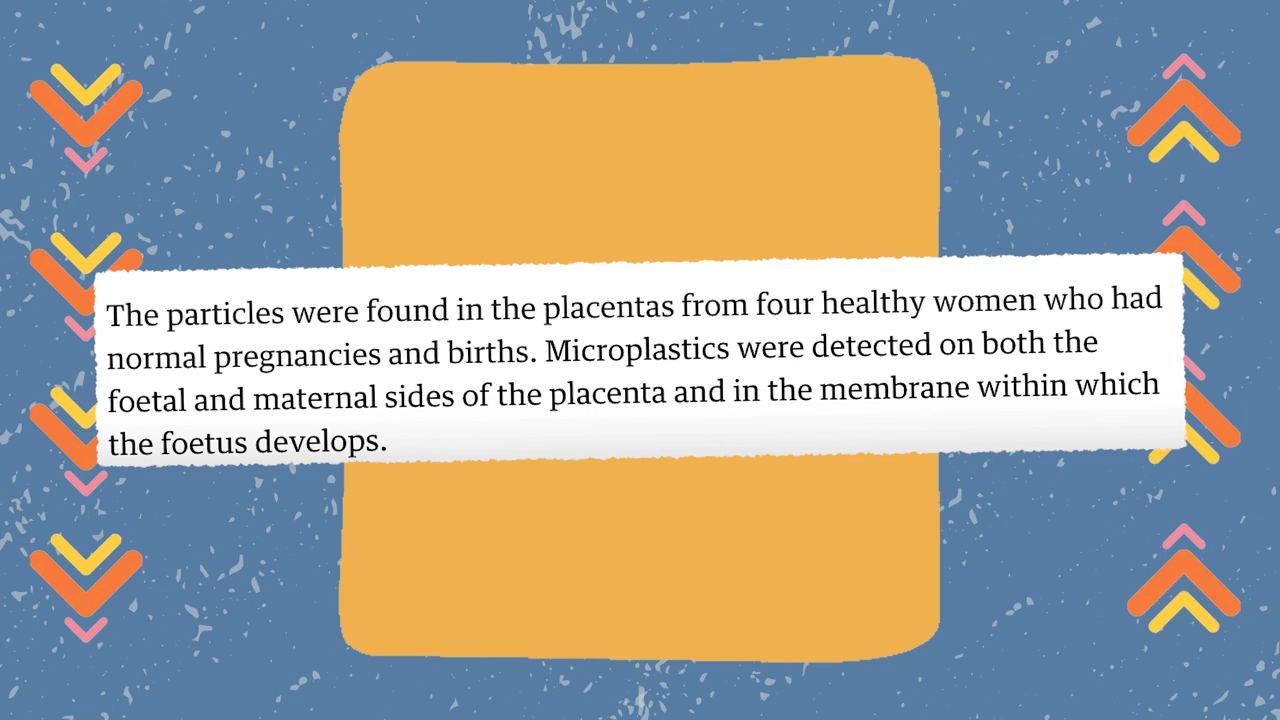 The particles were found in the placentas from four healthy women who had
normal pregnancies and births. Microplastics were detected on both the
foetal and maternal sides of the placenta and in the membrane within which
the foetus develops.